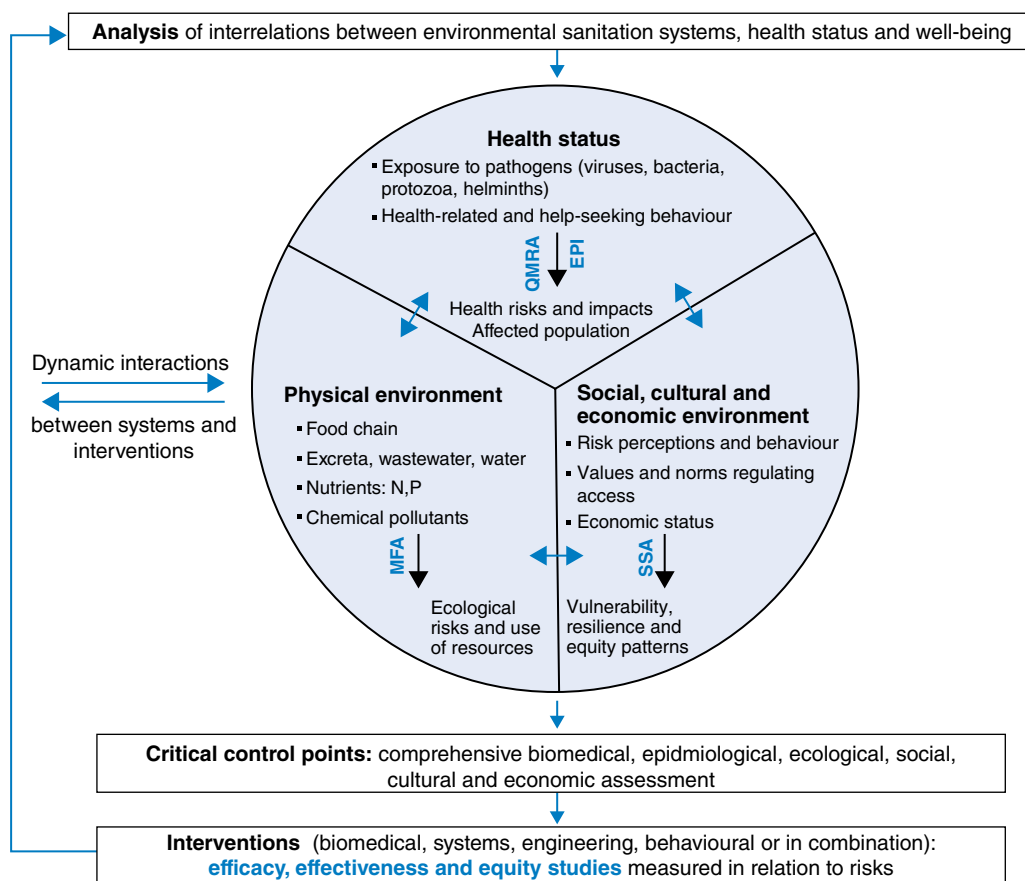 Analysis of interrelations between environmental sanitation systems, health status and well-being
Health status
▪ Exposure to pathogens (viruses, bacteria,
protozoa, helminths)
▪ Health-related and help-seeking behaviour
QMRA
EPI
Health risks and impacts
Affected population
Dynamic interactions
between systems and
interventions
Physical environment
▪ Food chain
▪ Excreta, wastewater, water
▪ Nutrients: N,P
▪ Chemical pollutants
MFA
Ecological
risks and use
of resources
Social, cultural and
economic environment
▪ Risk perceptions and behaviour
▪ Values and norms regulating
access
▪ Economic status
SSA
Vulnerability,
resilience and
equity patterns
Critical control points: comprehensive biomedical, epidmiological, ecological, social,
cultural and economic assessment
Interventions (biomedical, systems, engineering, behavioural or in combination):
efficacy, effectiveness and equity studies measured in relation to risks